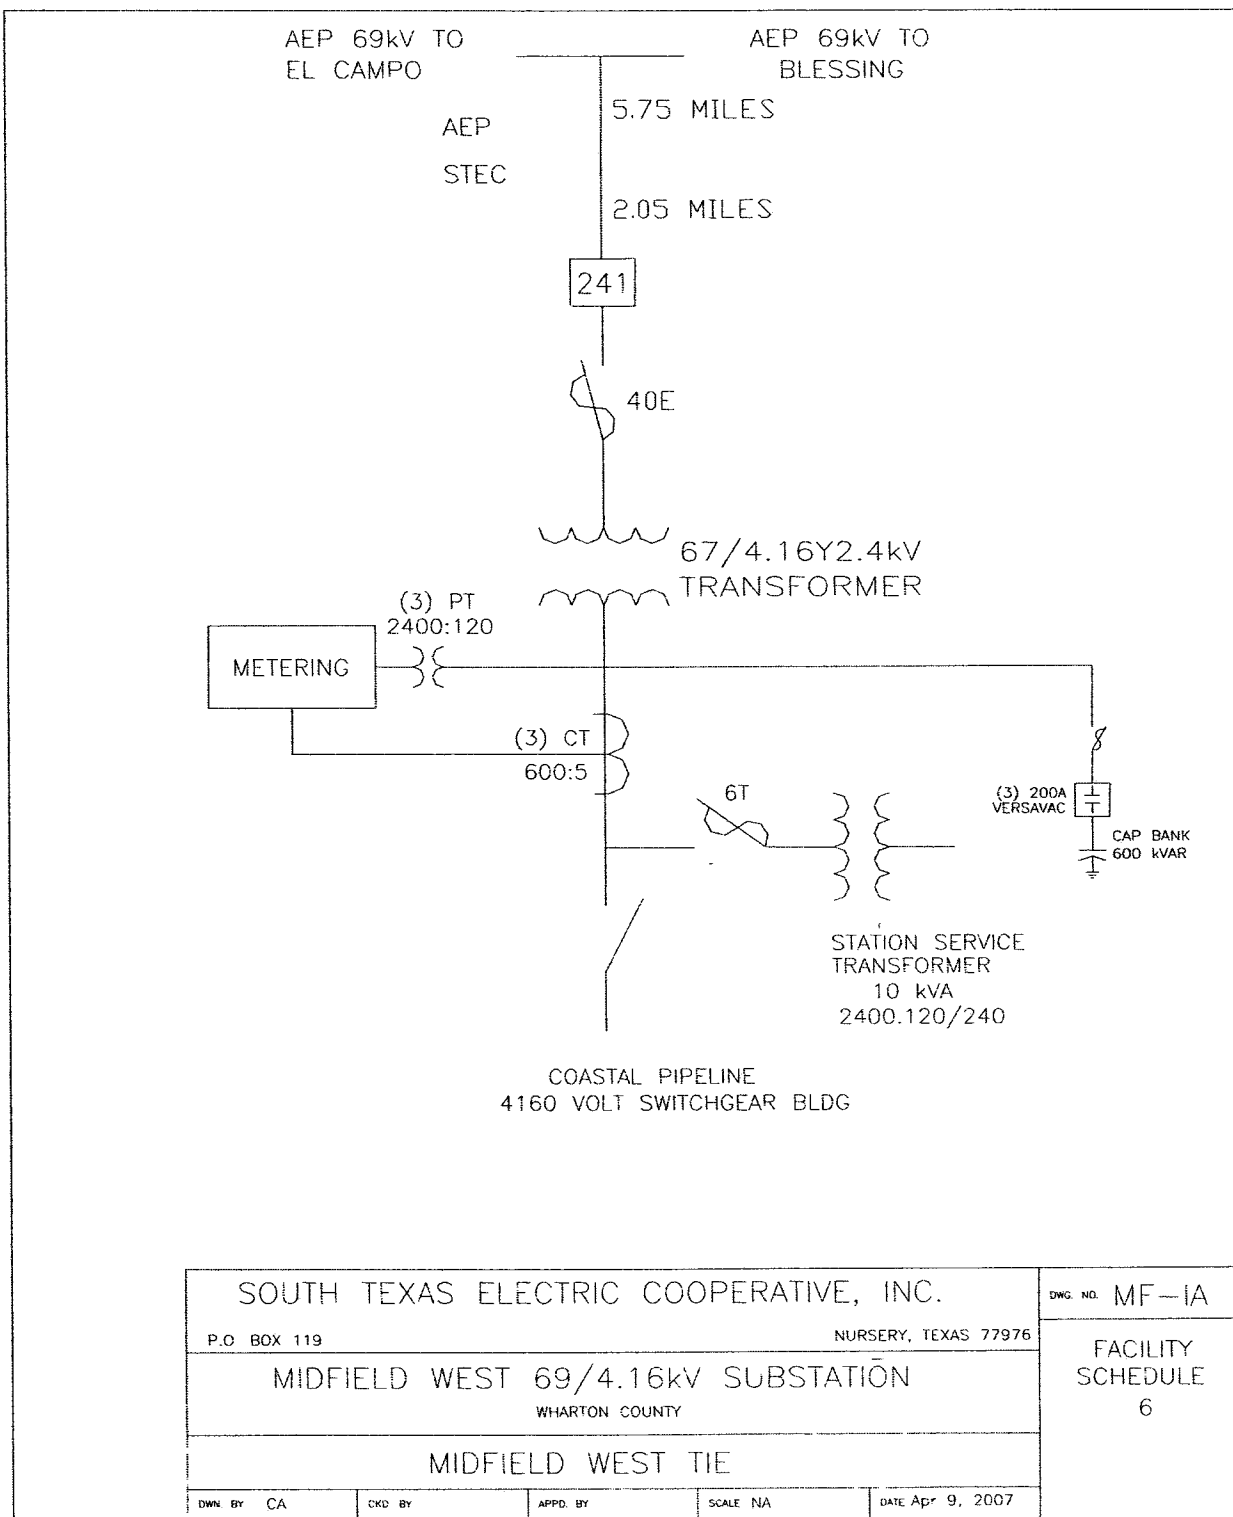 AEP 69kV TO
EL CAMPO
AEP 69kV TO
BLESSING
5.75 MILES
AEP
STEC
2.05 MILES
241
40E
67/4.16Y2.4kV
TRANSFORMER
(3) PT
2400:120
METERING
(3) CT
600:5
6T
(3) 200A
VERSAVAC
CAP BANK
600 kVAR
STATION SERVICE
TRANSFORMER
10 kVA
2400.120/240
COASTAL PIPELINE
4160 VOLT SWITCHGEAR BLDG
SOUTH TEXAS ELECTRIC COOPERATIVE, INC.
P.O BOX 119
NURSERY, TEXAS 77976
DWG. NO. MF-1A
MIDFIELD WEST 69/4.16kV SUBSTATION
WHARTON COUNTY
FACILITY
SCHEDULE
6
MIDFIELD WEST TIE
DWN BY CA
CKD BY
APPD. BY
SCALE NA
DATE Apr 9, 2007